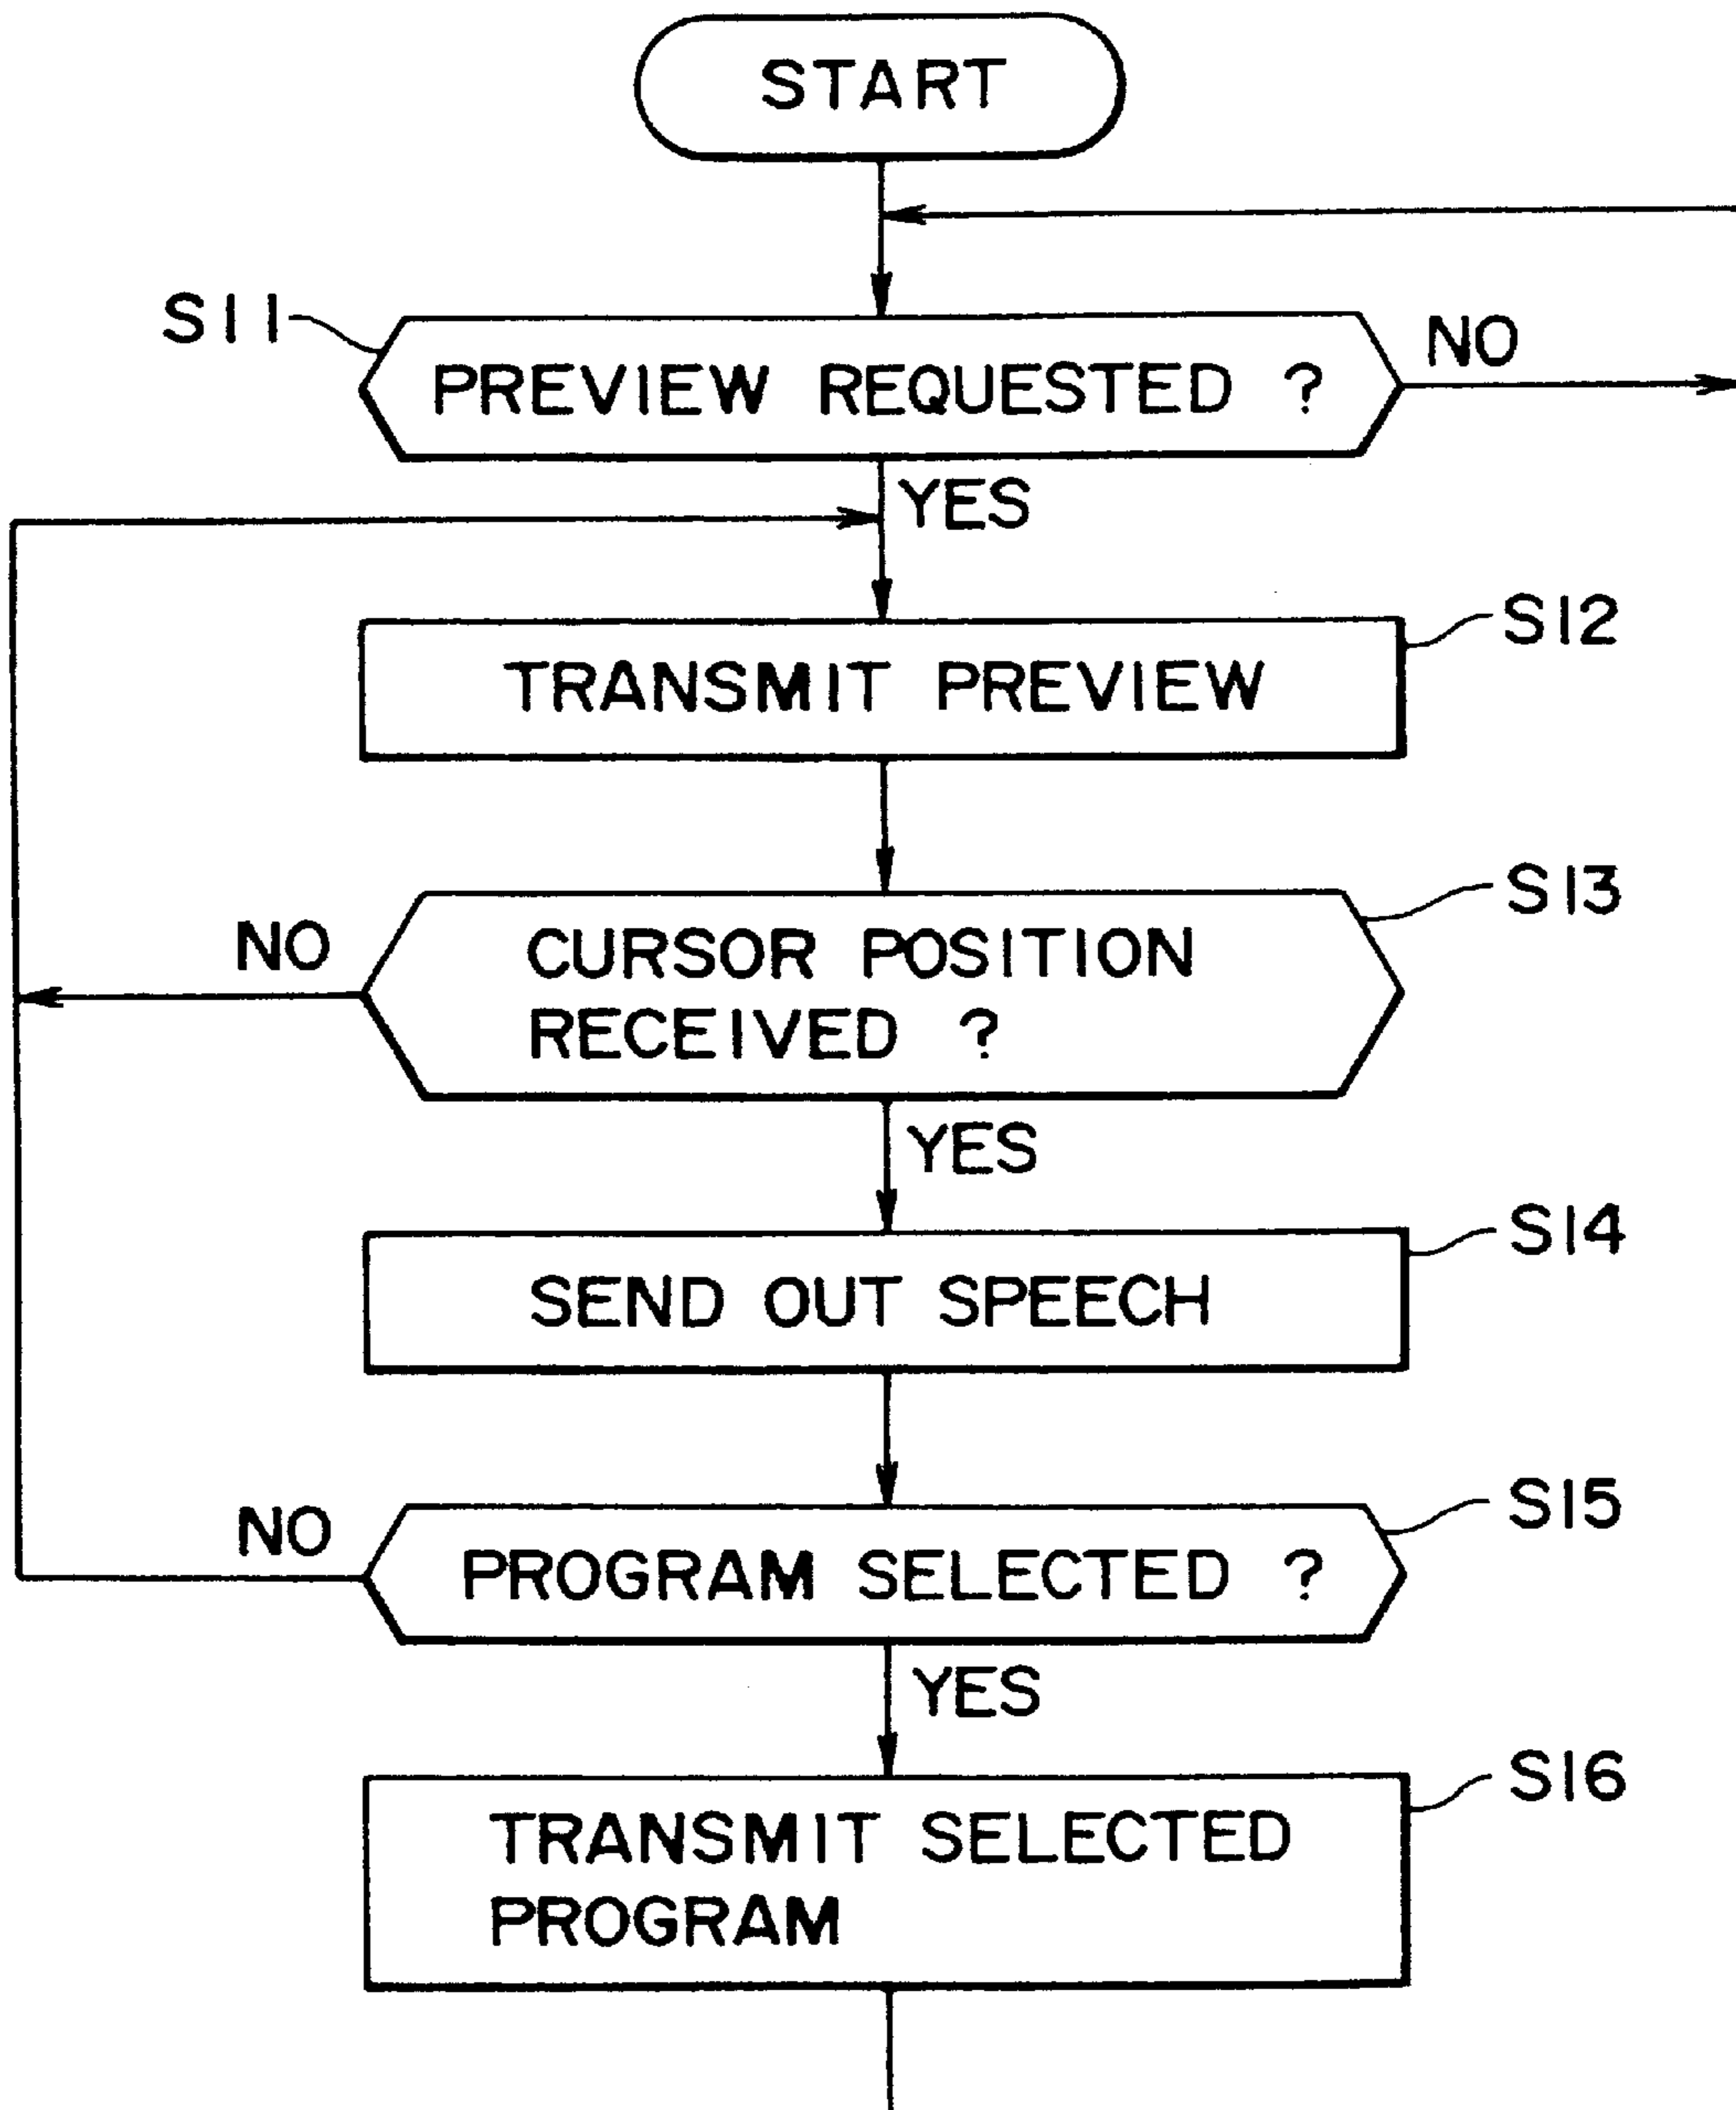 START
S11
PREVIEW REQUESTED ?
NO
YES
TRANSMIT PREVIEW
S12
CURSOR POSITION
RECEIVED ?
S13
NO
YES
SEND OUT SPEECH
S14
PROGRAM SELECTED ?
S15
NO
YES
TRANSMIT SELECTED
PROGRAM
S16